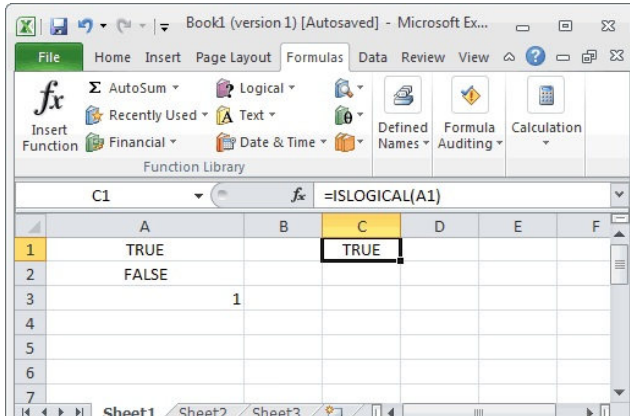 Book1 (version 1) [Autosaved] - Microsoft Ex...
File Home Insert Page Layout Formulas Data Review View
Σ AutoSum Logical
fx Recently Used A Text Defined Formula Calculation
Insert Function Financial Date & Time Names Auditing
Function Library
C1 fx =ISLOGICAL(A1)
A B C D E F
1 TRUE TRUE
2 FALSE
3 1
4
5
6
7
Sheet1 Sheet2 Sheet3